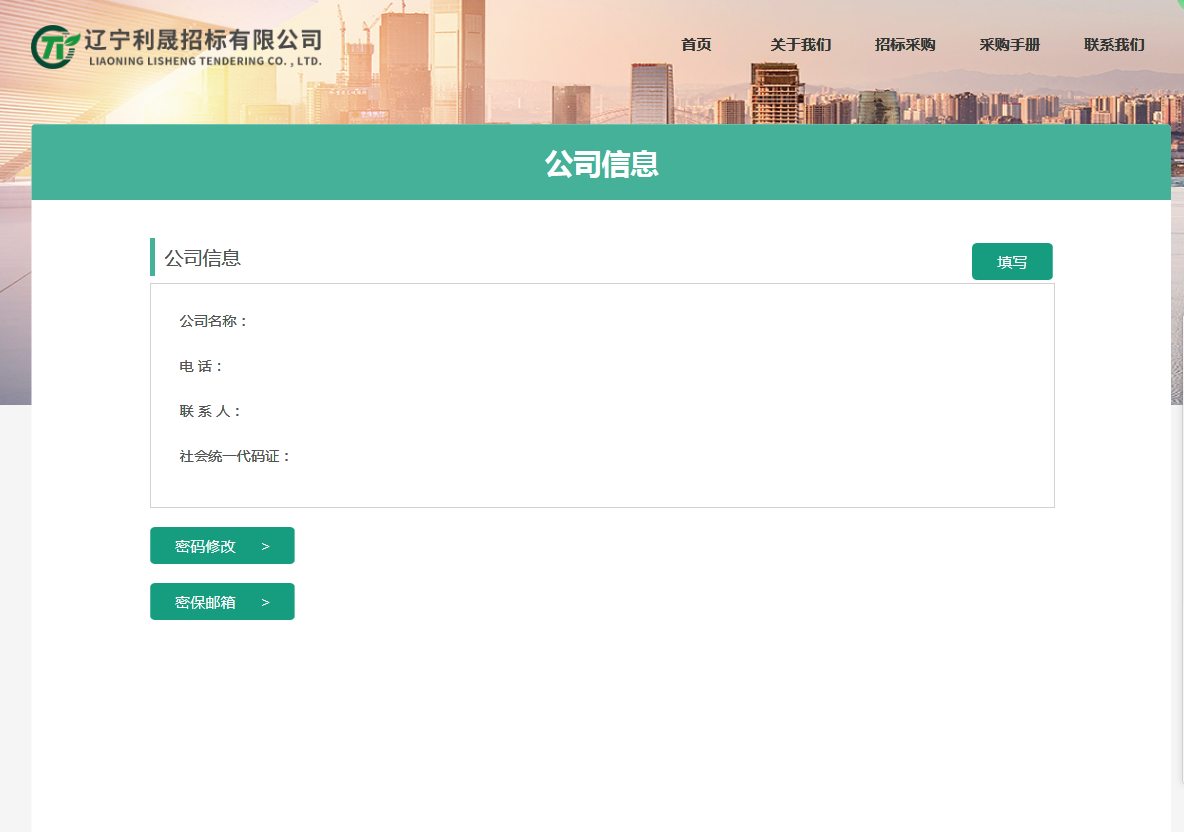 辽宁利晟招标有限公司
LIAONING LISHENG TENDERING CO. , LTD.
首页 关于我们 招标采购 采购手册 联系我们
公司信息
公司信息
填写
公司名称：
电 话：
联 系 人：
社会统一代码证：
密码修改 >
密保邮箱 >